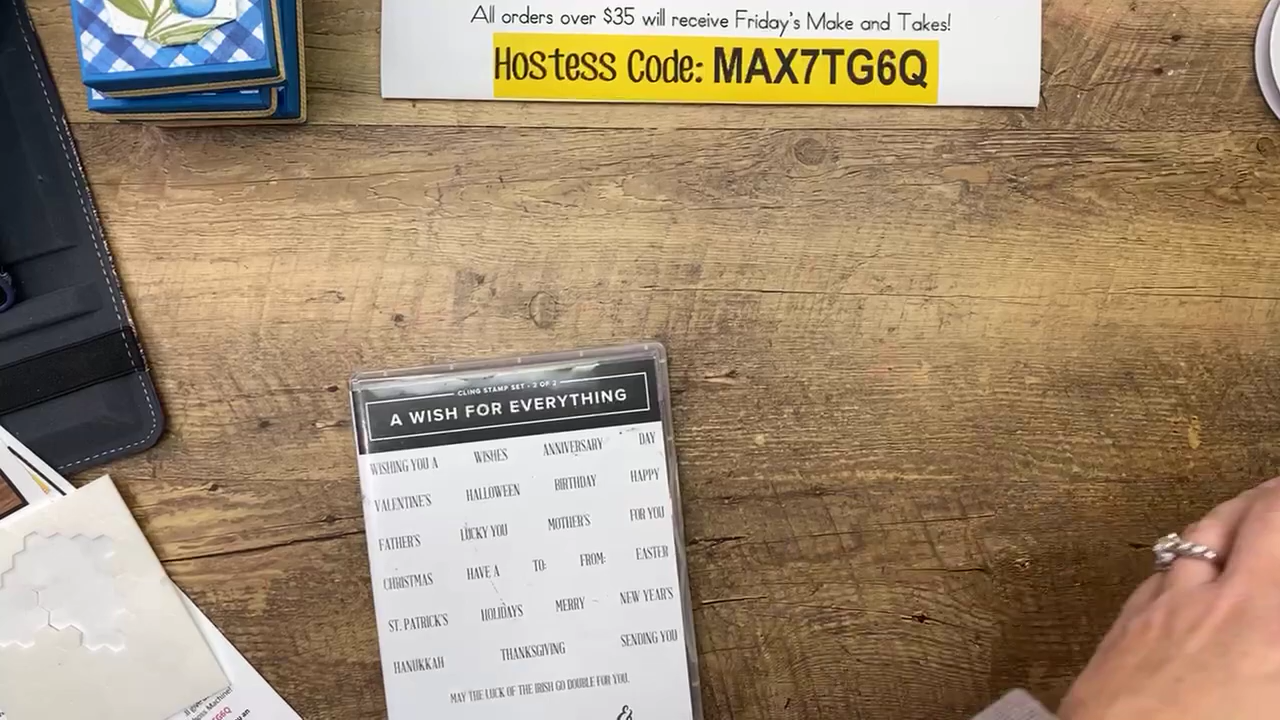 All orders over $35 will receive Friday's Make and Takes!
Hostess Code: MAX7TG6Q
CLING STAMP SET - 2 OF 2
A WISH FOR EVERYTHING
WISHING YOU A WISHES ANNIVERSARY DAY
VALENTINE'S HALLOWEEN BIRTHDAY HAPPY
FATHER'S LUCKY YOU MOTHER'S FOR YOU
CHRISTMAS HAVE A TO: FROM: EASTER
ST. PATRICK'S HOLIDAYS MERRY NEW YEAR'S
HANUKKAH THANKSGIVING SENDING YOU
MAY THE LUCK OF THE IRISH GO DOUBLE FOR YOU.
&
Machine!
TG6Q